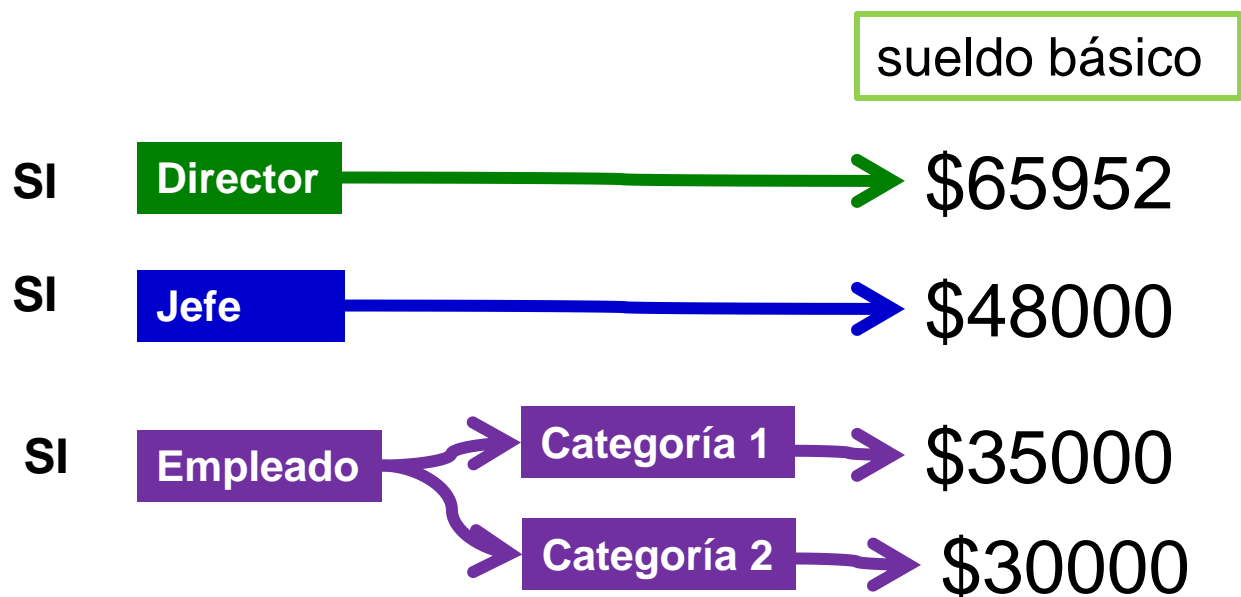 sueldo básico
SI Director $65952
SI Jefe $48000
SI Empleado Categoría 1 $35000
Categoría 2 $30000